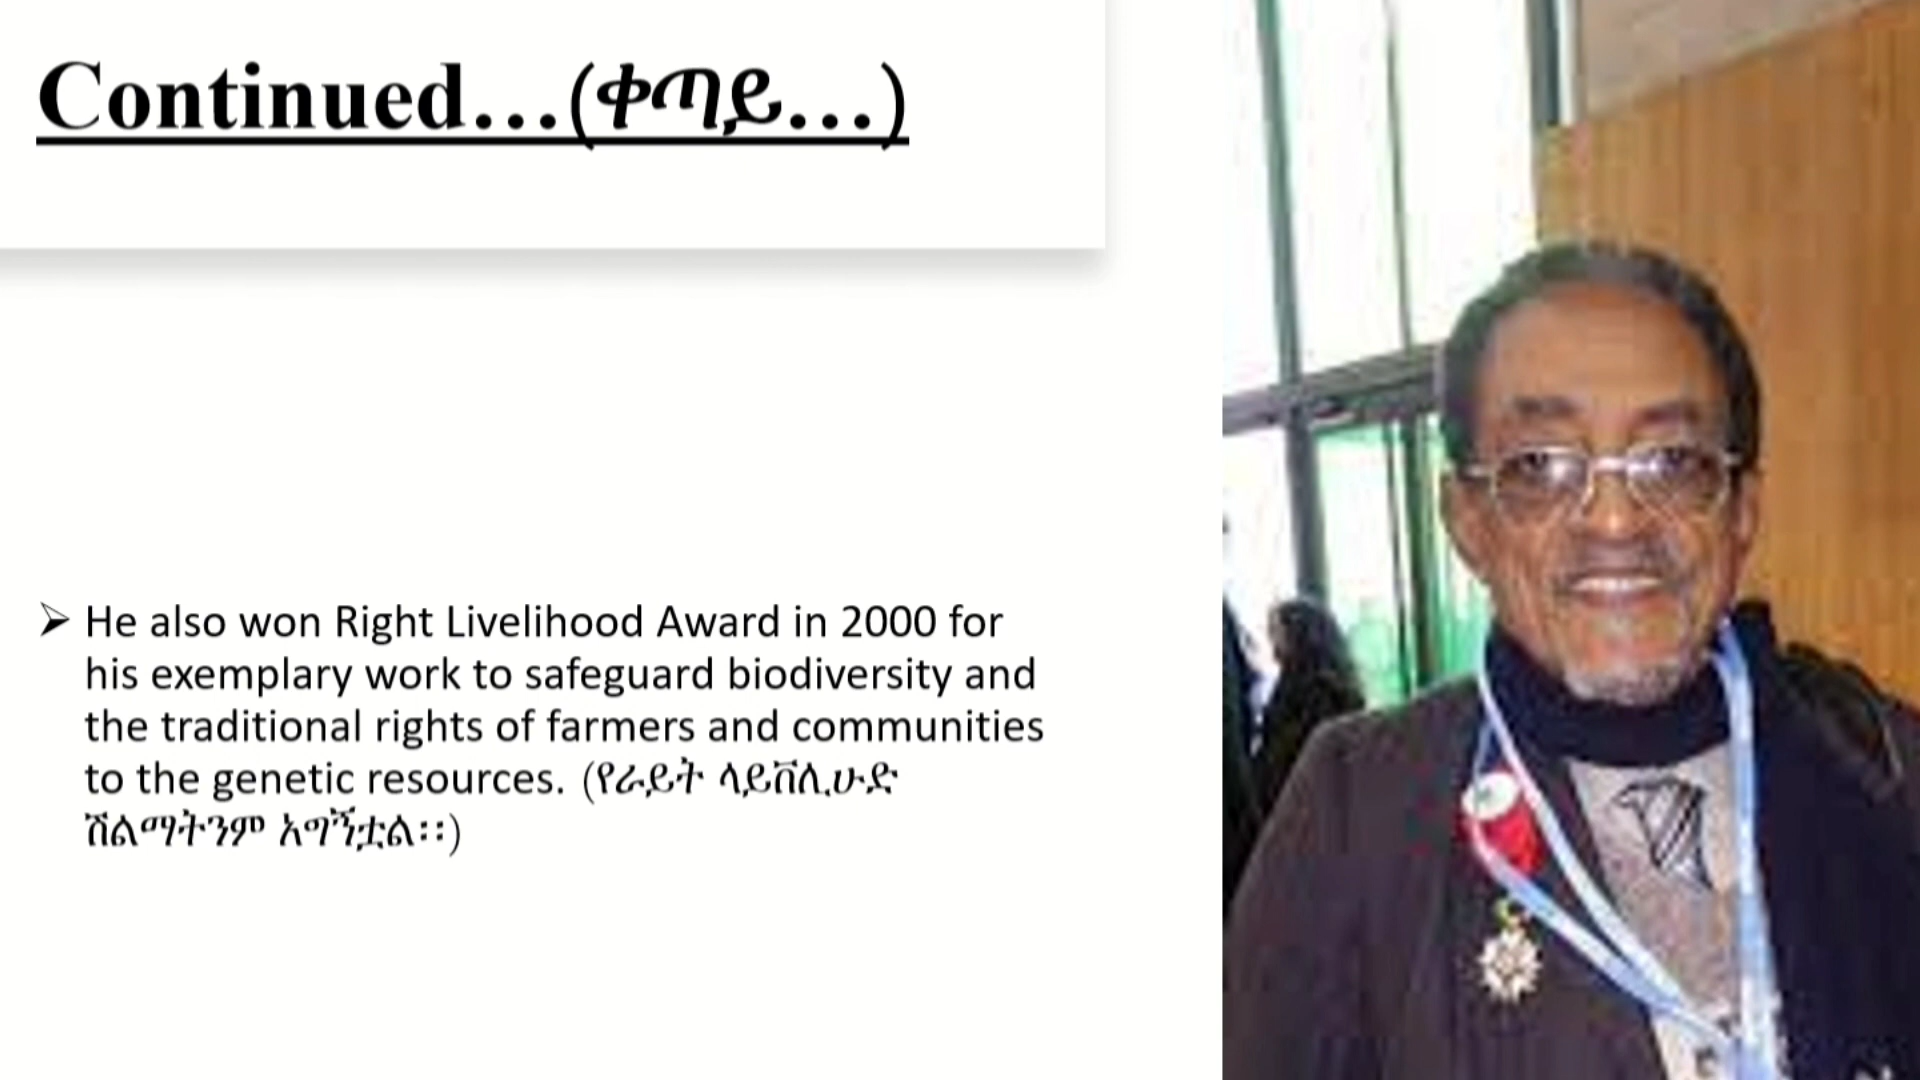 Continued…(ቀጣይ…)
➢ He also won Right Livelihood Award in 2000 for
his exemplary work to safeguard biodiversity and
the traditional rights of farmers and communities
to the genetic resources. (የራይት ላይቭሊሁድ
ሽልማትንም አግኝቷል፡፡)